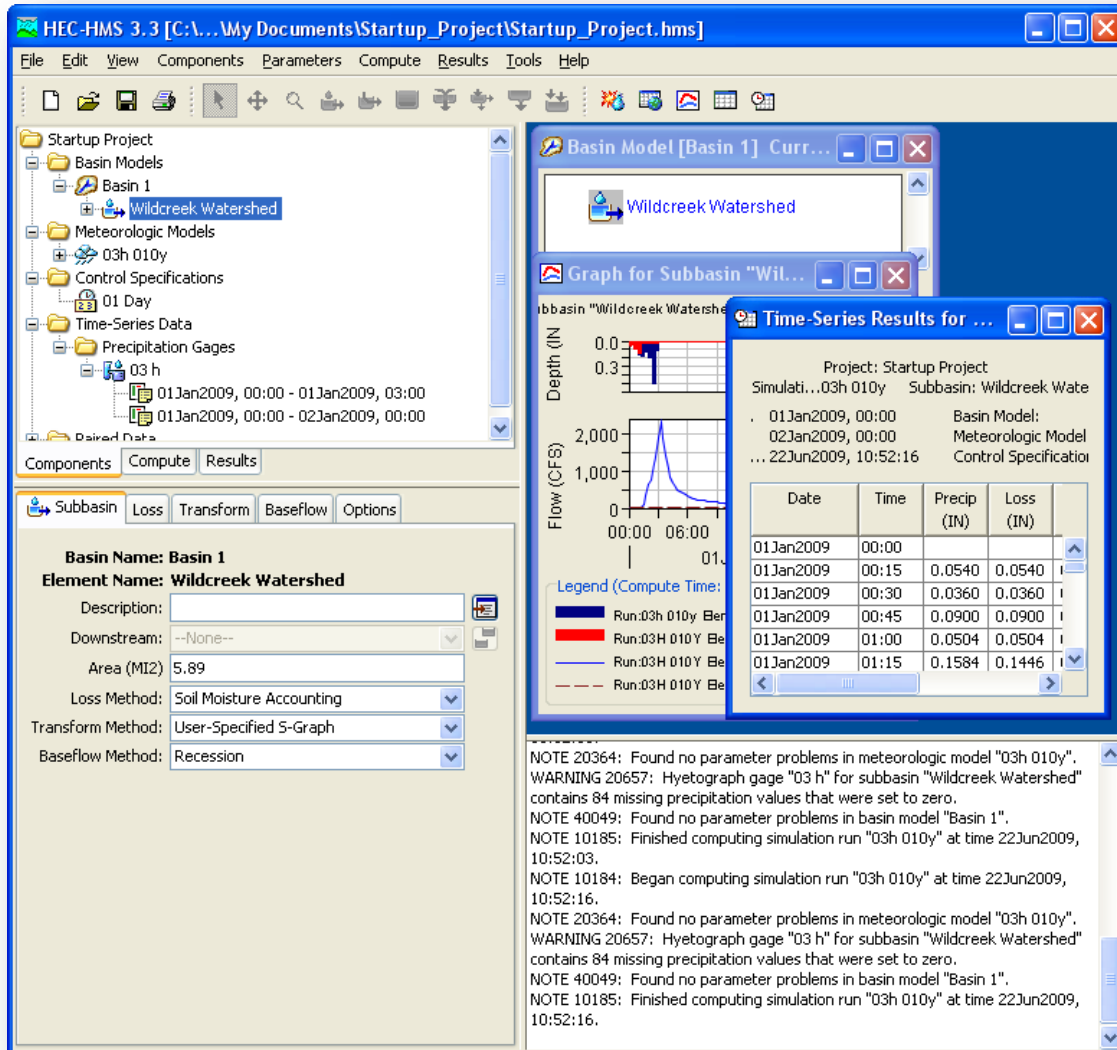 HEC-HMS 3.3 [C:\...\My Documents\Startup_Project\Startup_Project.hms]
File Edit View Components Parameters Compute Results Tools Help
Startup Project
Basin Models
Basin 1
Wildcreek Watershed
Meteorologic Models
03h 010y
Control Specifications
01 Day
Time-Series Data
Precipitation Gages
03 h
01Jan2009, 00:00 - 01Jan2009, 03:00
01Jan2009, 00:00 - 02Jan2009, 00:00
Paired Data
Components Compute Results
Subbasin Loss Transform Baseflow Options
Basin Name: Basin 1
Element Name: Wildcreek Watershed
Description:
Downstream: --None--
Area (MI2) 5.89
Loss Method: Soil Moisture Accounting
Transform Method: User-Specified S-Graph
Baseflow Method: Recession
Basin Model [Basin 1] Curr...
Wildcreek Watershed
Graph for Subbasin "Wil...
ubbasin "Wildcreek Watershe
Depth (IN
0.0
0.3
Flow (CFS)
2,000
1,000
0
00:00 06:00
01J
Legend (Compute Time:
Run:03h 010y Ele
Run:03H 010Y Ele
Run:03H 010Y Ele
Run:03H 010Y Ele
Time-Series Results for ...
Project: Startup Project
Simulati...03h 010y Subbasin: Wildcreek Wate
. 01Jan2009, 00:00 Basin Model:
02Jan2009, 00:00 Meteorologic Model
... 22Jun2009, 10:52:16 Control Specification
Date Time Precip (IN) Loss (IN)
01Jan2009 00:00
01Jan2009 00:15 0.0540 0.0540
01Jan2009 00:30 0.0360 0.0360
01Jan2009 00:45 0.0900 0.0900
01Jan2009 01:00 0.0504 0.0504
01Jan2009 01:15 0.1584 0.1446
NOTE 20364: Found no parameter problems in meteorologic model "03h 010y".
WARNING 20657: Hyetograph gage "03 h" for subbasin "Wildcreek Watershed"
contains 84 missing precipitation values that were set to zero.
NOTE 40049: Found no parameter problems in basin model "Basin 1".
NOTE 10185: Finished computing simulation run "03h 010y" at time 22Jun2009,
10:52:03.
NOTE 10184: Began computing simulation run "03h 010y" at time 22Jun2009,
10:52:16.
NOTE 20364: Found no parameter problems in meteorologic model "03h 010y".
WARNING 20657: Hyetograph gage "03 h" for subbasin "Wildcreek Watershed"
contains 84 missing precipitation values that were set to zero.
NOTE 40049: Found no parameter problems in basin model "Basin 1".
NOTE 10185: Finished computing simulation run "03h 010y" at time 22Jun2009,
10:52:16.